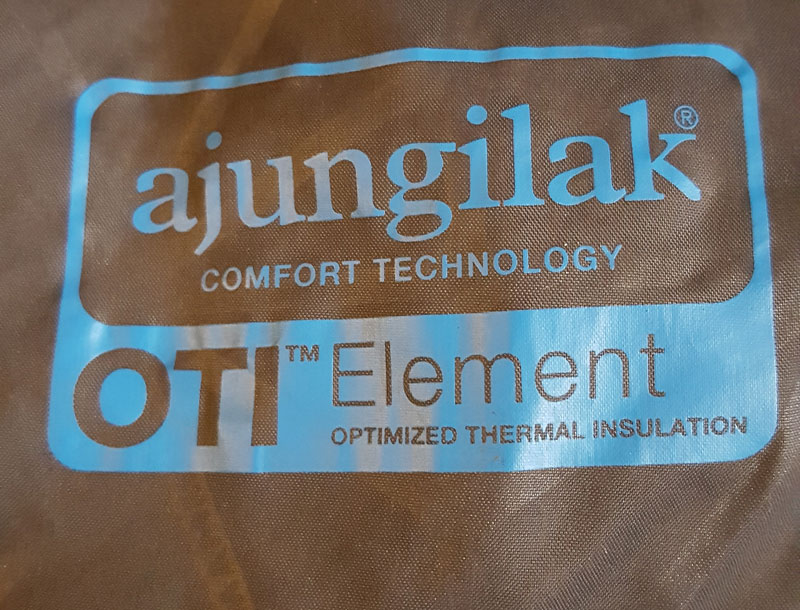 ajungilak®
COMFORT TECHNOLOGY
OTI™ Element
OPTIMIZED THERMAL INSULATION